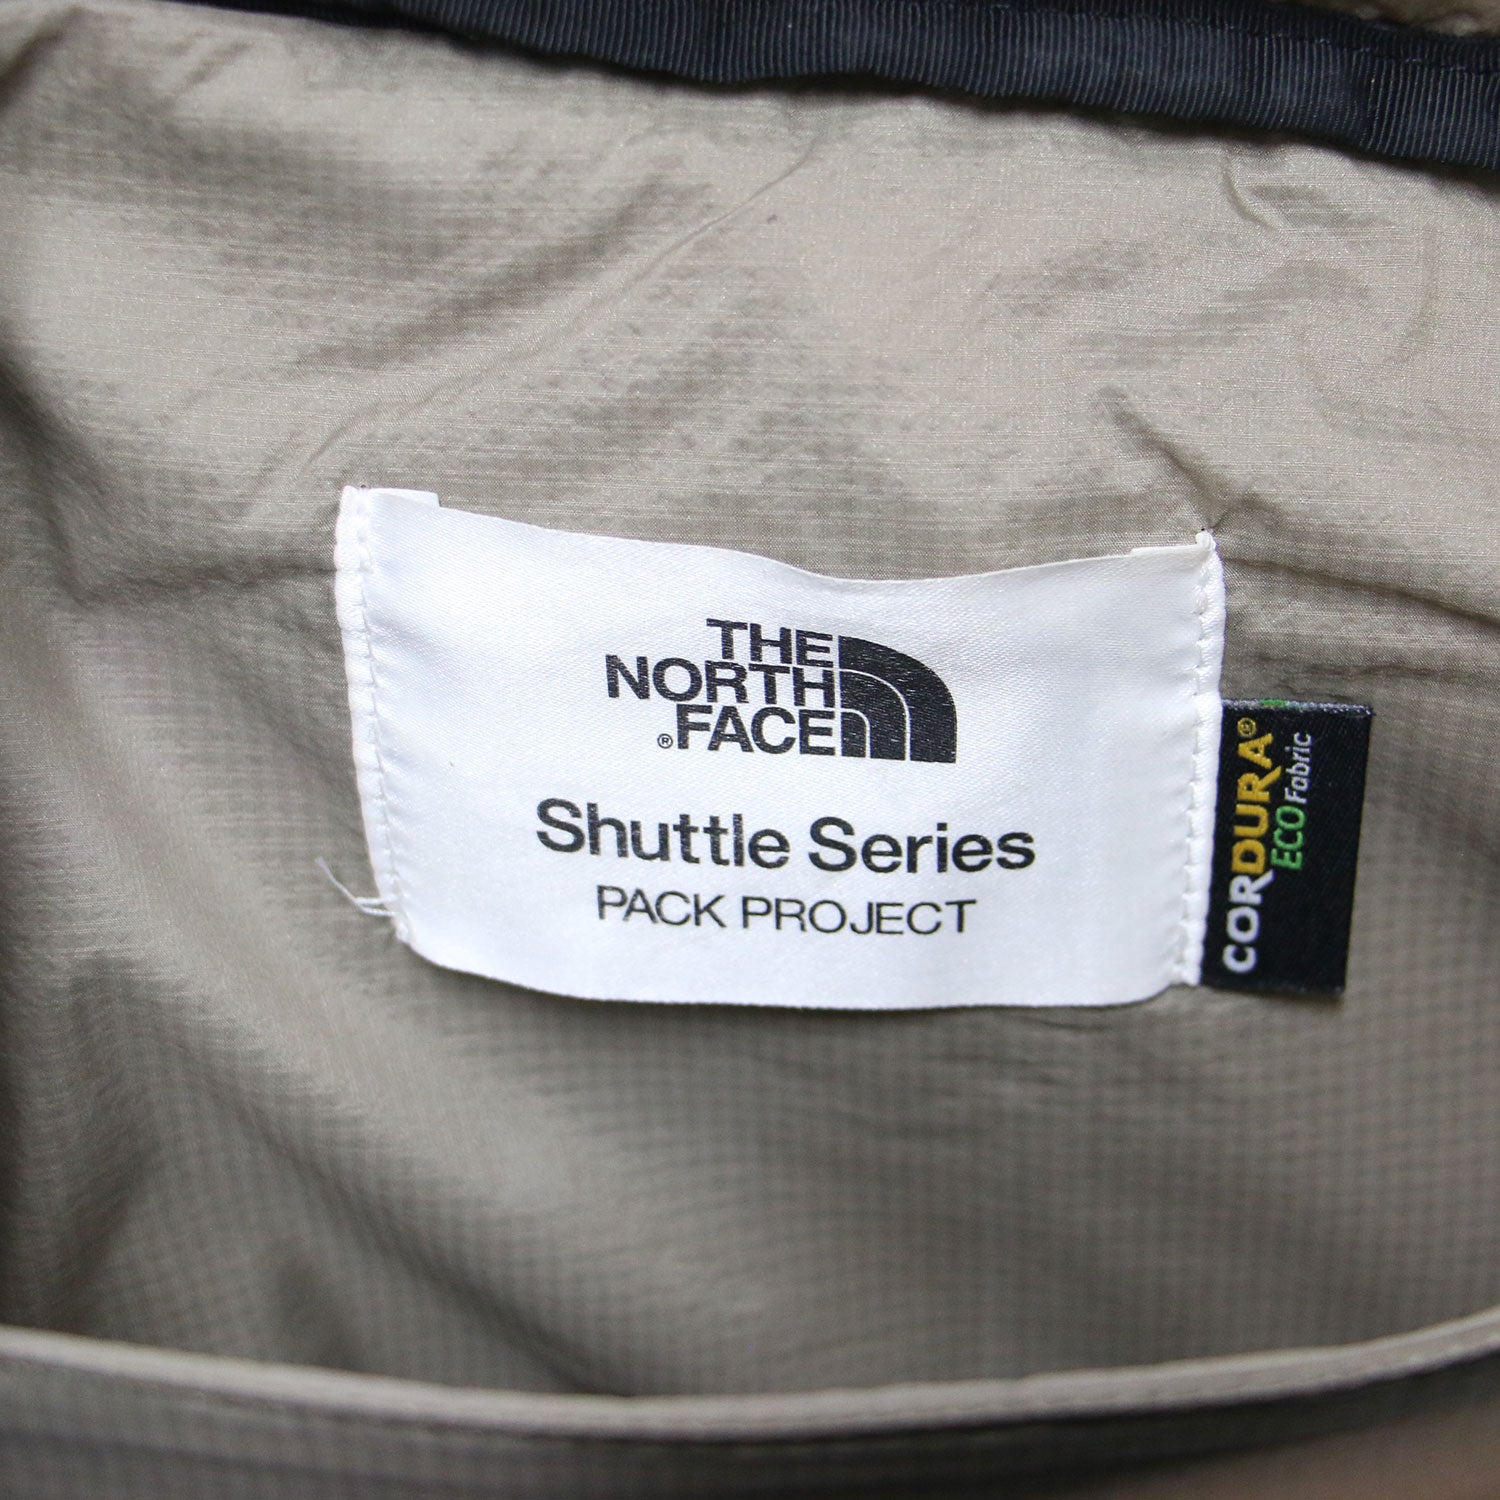 THE
NORTH
®FACE
Shuttle Series
PACK PROJECT
CORDURA®
ECO Fabric